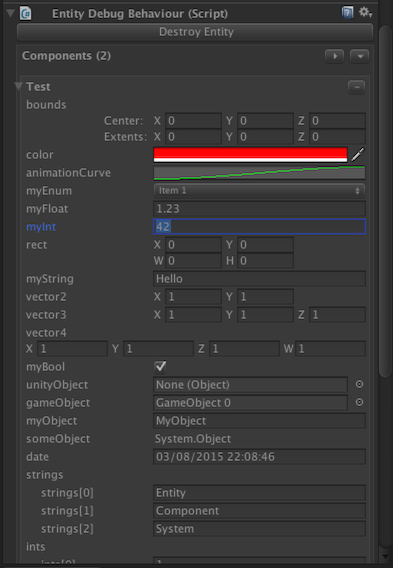 Entity Debug Behaviour (Script)
Destroy Entity
Components (2)
Test
bounds
Center: X 0 Y 0 Z 0
Extents: X 0 Y 0 Z 0
color
animationCurve
myEnum Item 1
myFloat 1.23
myInt 42
rect X 0 Y 0
W 0 H 0
myString Hello
vector2 X 1 Y 1
vector3 X 1 Y 1 Z 1
vector4
X 1 Y 1 Z 1 W 1
myBool
unityObject None (Object)
gameObject GameObject 0
myObject MyObject
someObject System.Object
date 03/08/2015 22:08:46
strings
strings[0] Entity
strings[1] Component
strings[2] System
ints
ints[0] 1